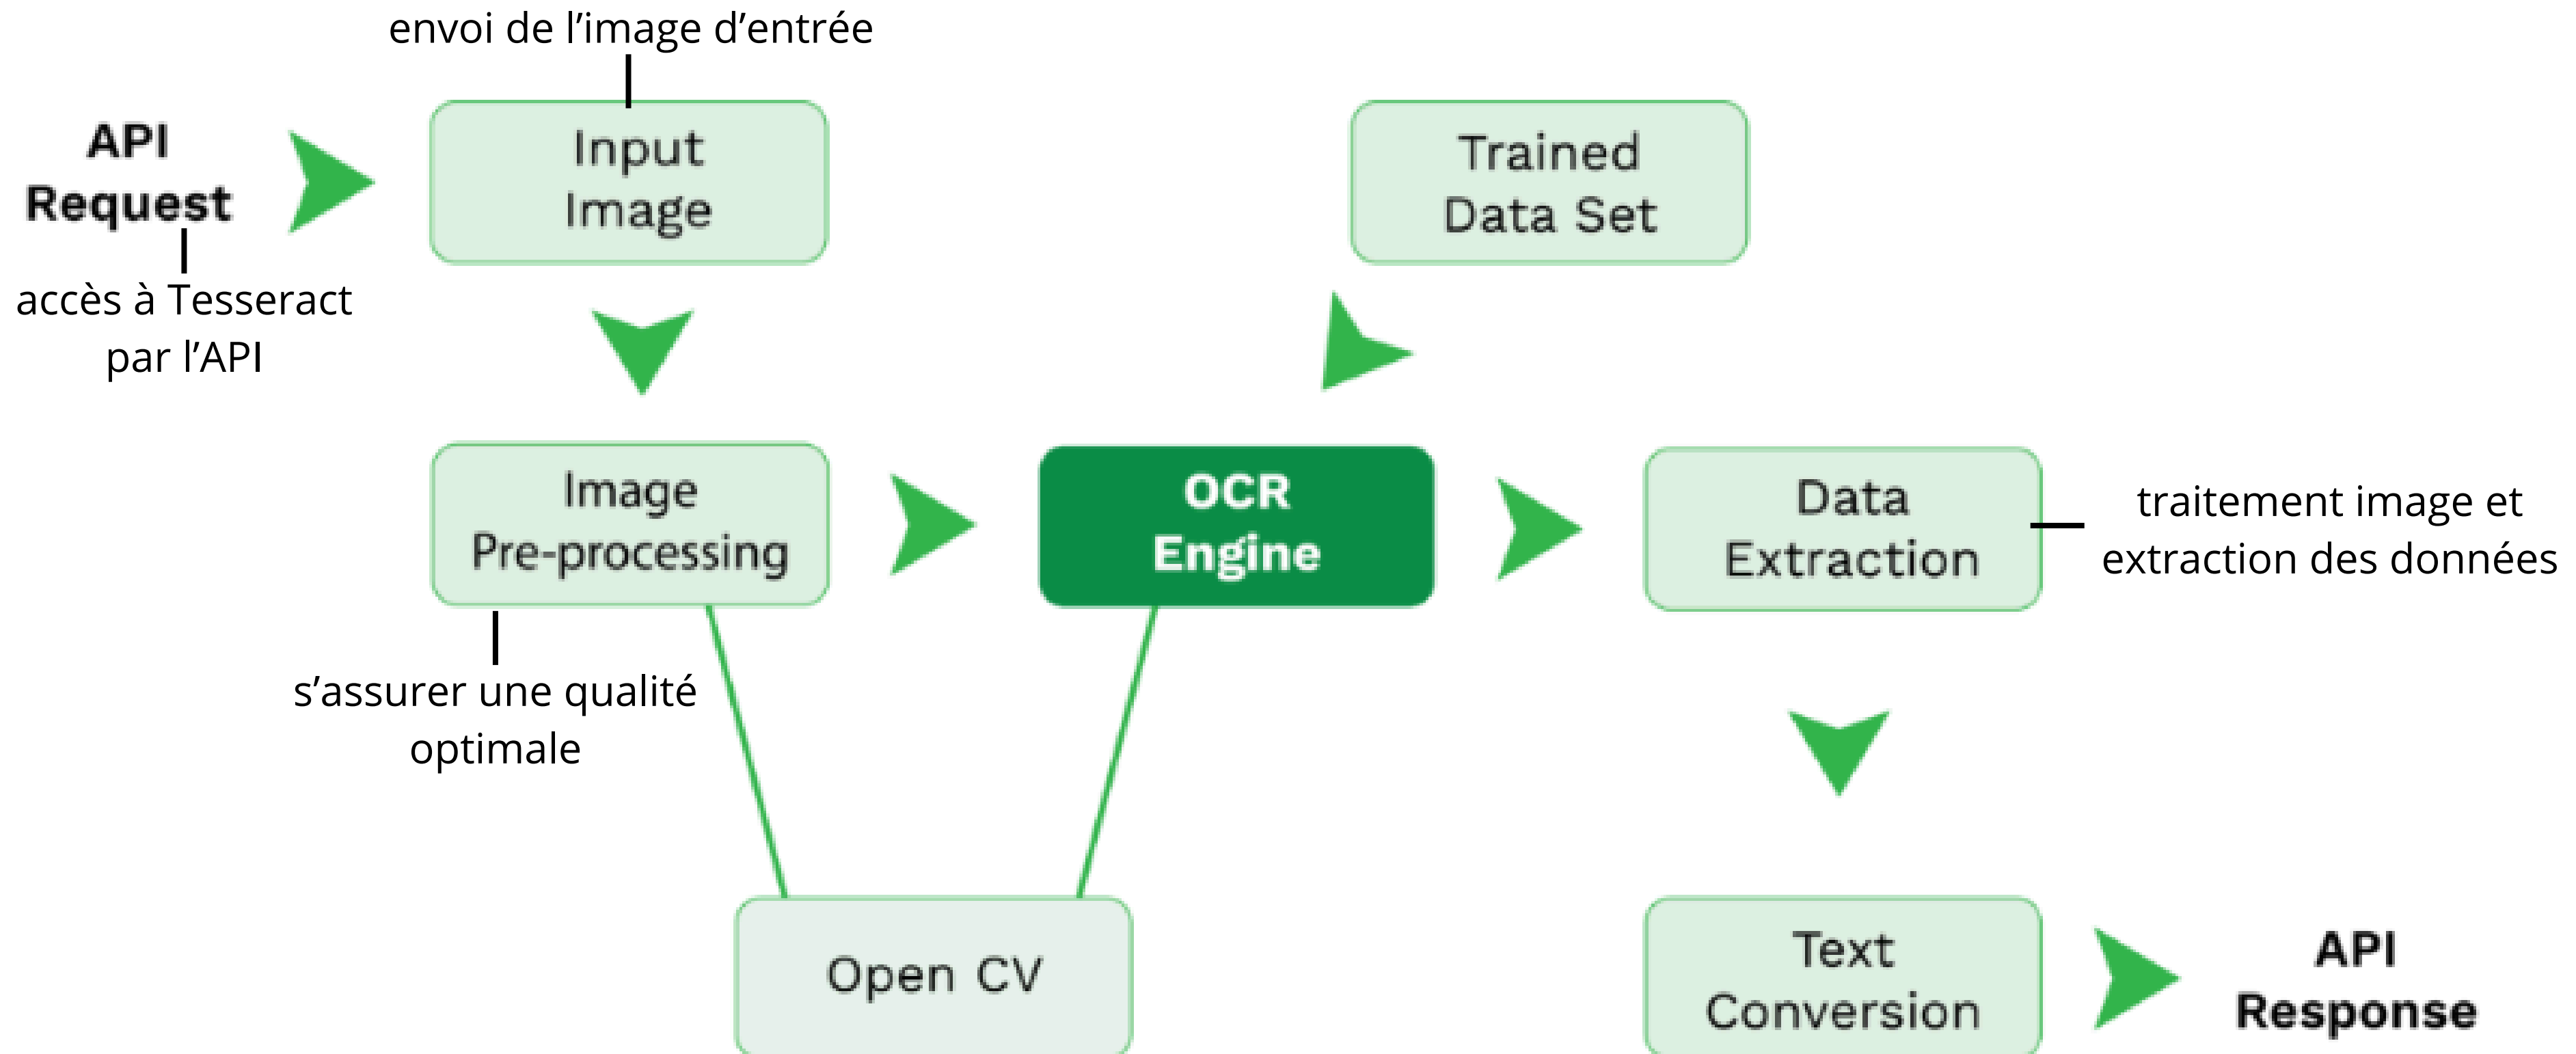 envoi de l’image d’entrée
API
Request
accès à Tesseract
par l’API
Input
Image
Trained
Data Set
Image
Pre-processing
s’assurer une qualité
optimale
OCR
Engine
Data
Extraction
traitement image et
extraction des données
Open CV
Text
Conversion
API
Response